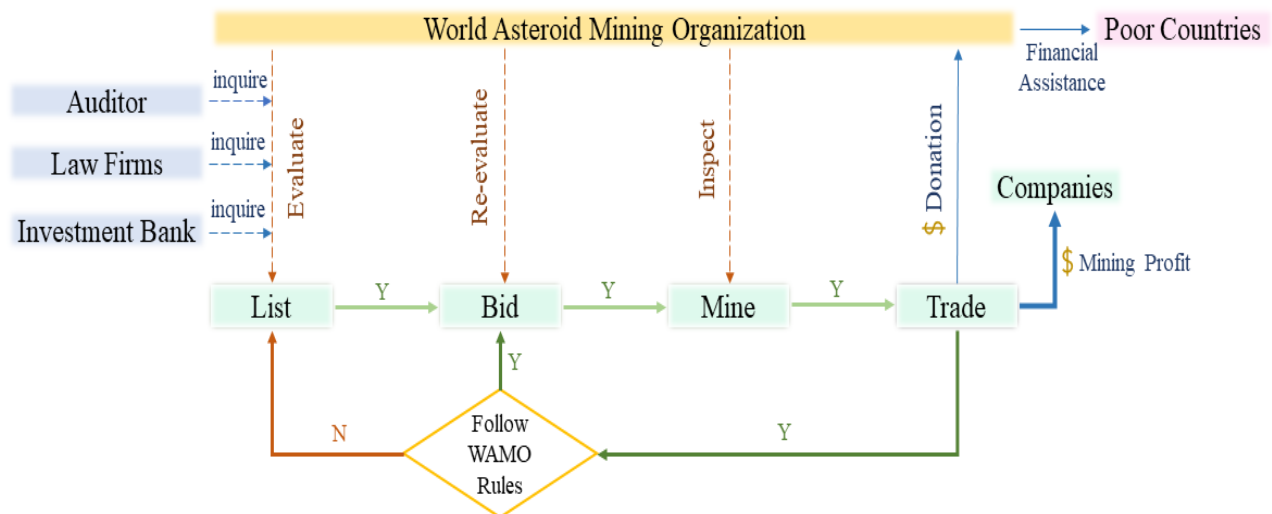 World Asteroid Mining Organization
Poor Countries
Financial
Assistance
inquire
Auditor
inquire
Law Firms
inquire
Investment Bank
Evaluate
Re-evaluate
Inspect
$ Donation
Companies
$ Mining Profit
List
Y
Bid
Y
Mine
Y
Trade
Y
N
Follow
WAMO
Rules
Y